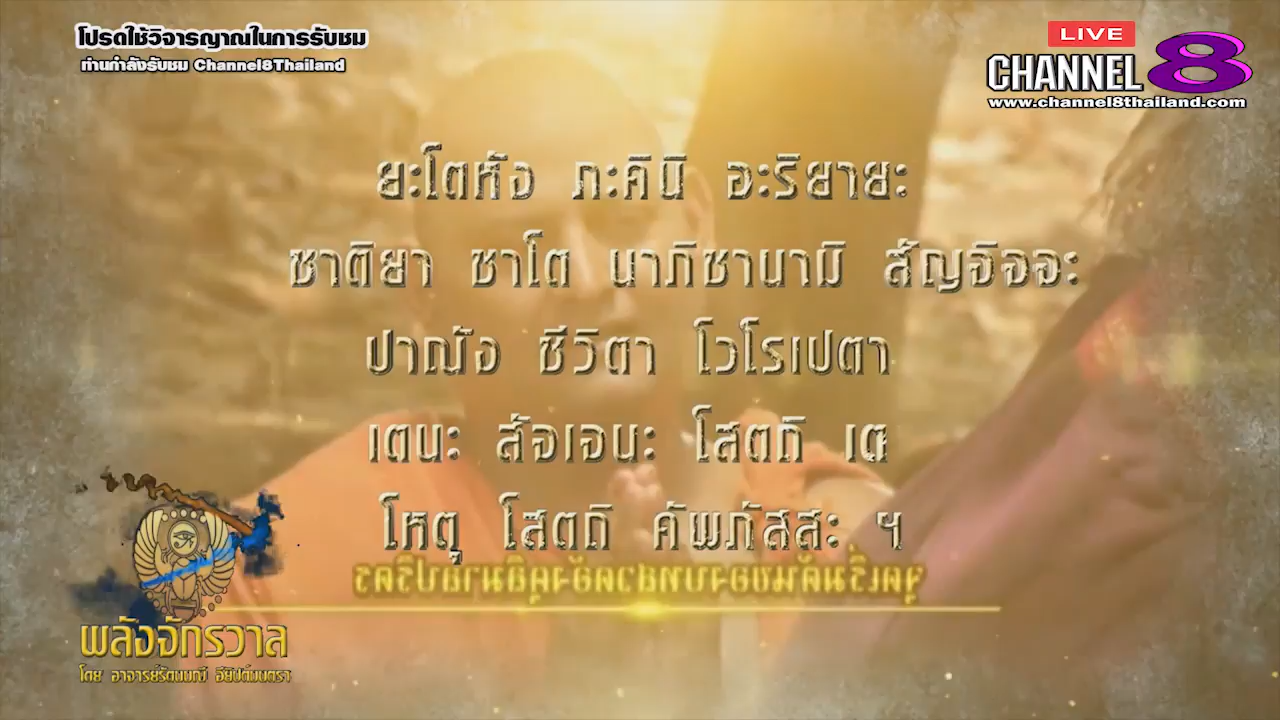 โปรดใช้วิจารญาณในการรับชม
ท่านกำลังรับชม Channel8Thailand
LIVE
CHANNEL 8
www.channel8thailand.com
ยะโตหัง ภะคินิ อะริยายะ
ชาติยา ชาโต นาภิชานามิ สัญจิจจะ
ปาณัง ชีวิตา โวโรเปตา
เตนะ สัจเจนะ โสตถิ เต
โหตุ โสตถิ คัพภัสสะ ฯ
พลังจักรวาล
โดย อาจารย์รัตนมณี อียิปต์มนตรา